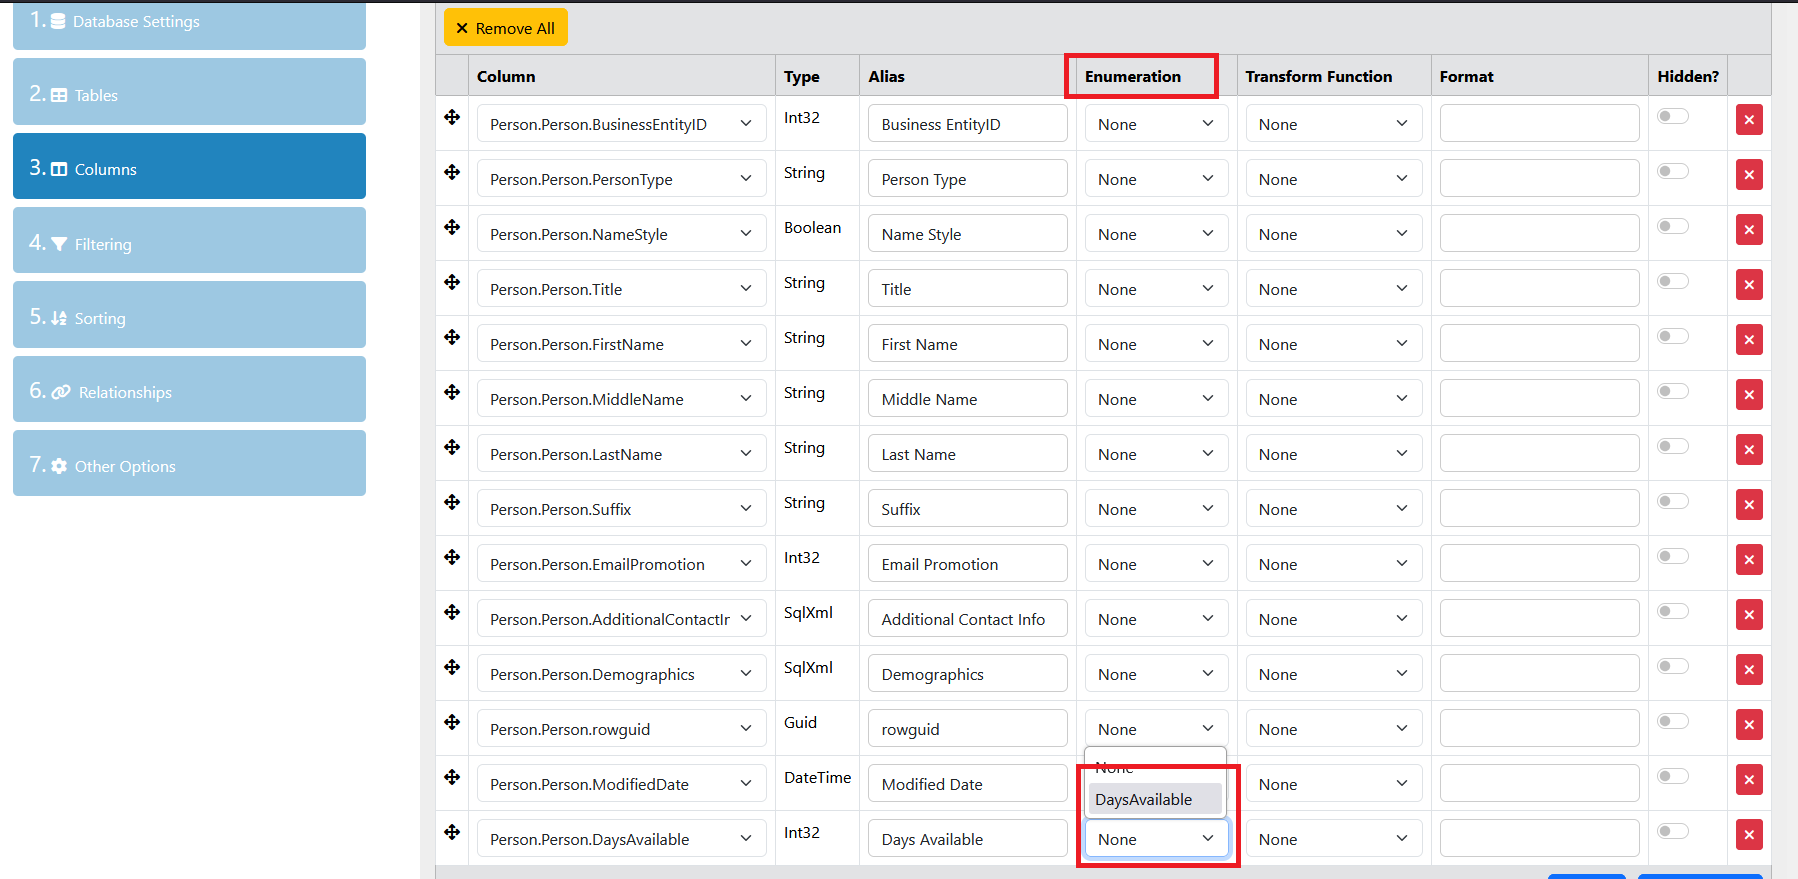 1. Database Settings
2. Tables
3. Columns
4. Filtering
5. Sorting
6. Relationships
7. Other Options
Remove All
Column Type Alias Enumeration Transform Function Format Hidden?
Person.Person.BusinessEntityID Int32 Business EntityID None None
Person.Person.PersonType String Person Type None None
Person.Person.NameStyle Boolean Name Style None None
Person.Person.Title String Title None None
Person.Person.FirstName String First Name None None
Person.Person.MiddleName String Middle Name None None
Person.Person.LastName String Last Name None None
Person.Person.Suffix String Suffix None None
Person.Person.EmailPromotion Int32 Email Promotion None None
Person.Person.AdditionalContactIr SqlXml Additional Contact Info None None
Person.Person.Demographics SqlXml Demographics None None
Person.Person.rowguid Guid rowguid None None
None
Person.Person.ModifiedDate DateTime Modified Date DaysAvailable None
Person.Person.DaysAvailable Int32 Days Available None None